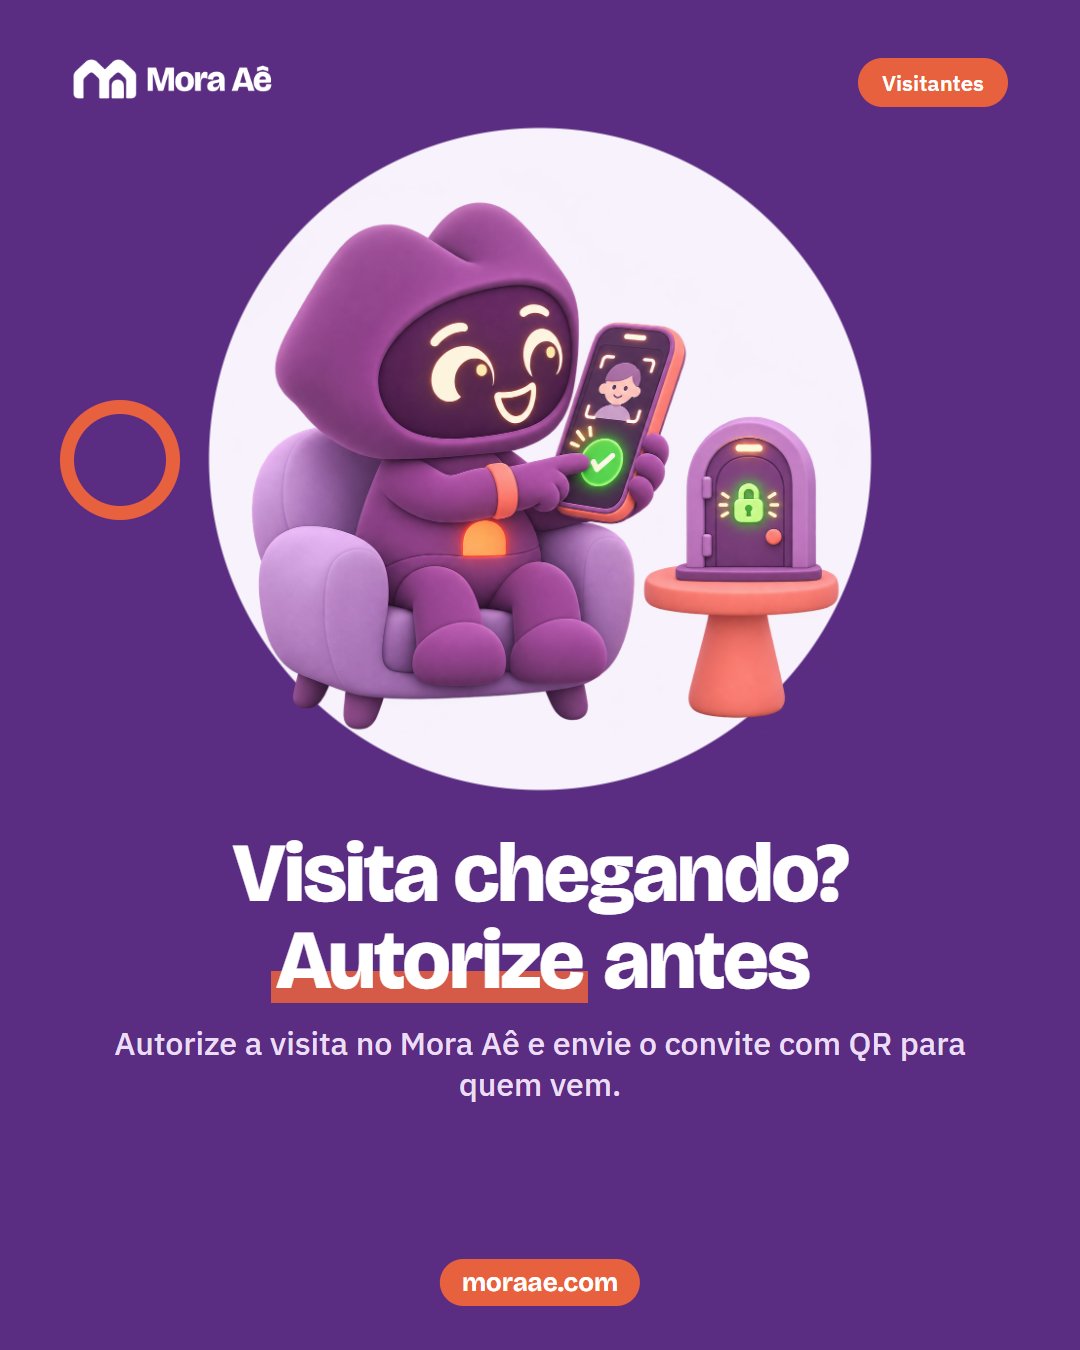 Mora Aê
Visitantes
Visita chegando?
Autorize antes
Autorize a visita no Mora Aê e envie o convite com QR para
quem vem.
moraae.com